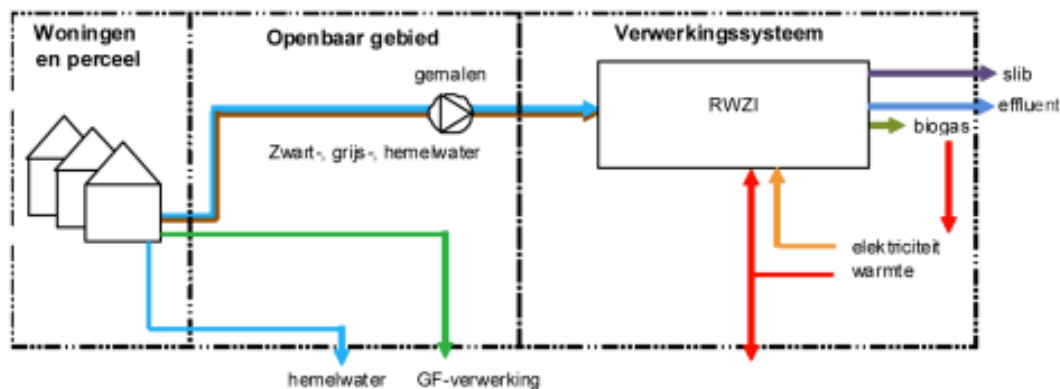 Woningen
en perceel
Openbaar gebied
Verwerkingssysteem
gemalen
RWZI
slib
effluent
biogas
Zwart-, grijs-, hemelwater
elektriciteit
warmte
hemelwater
GF-verwerking